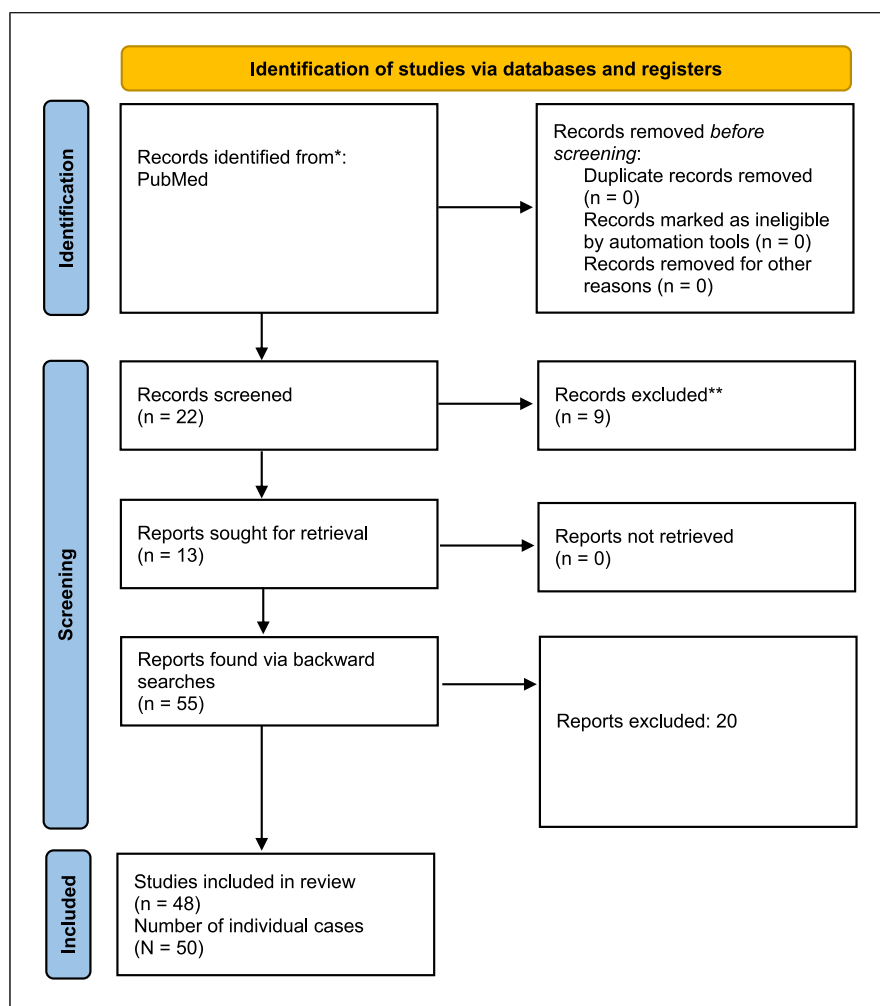 Identification of studies via databases and registers
Identification
Records identified from*:
PubMed
Records removed before
screening:
Duplicate records removed
(n = 0)
Records marked as ineligible
by automation tools (n = 0)
Records removed for other
reasons (n = 0)
Screening
Records screened
(n = 22)
Records excluded**
(n = 9)
Reports sought for retrieval
(n = 13)
Reports not retrieved
(n = 0)
Reports found via backward
searches
(n = 55)
Reports excluded: 20
Included
Studies included in review
(n = 48)
Number of individual cases
(N = 50)